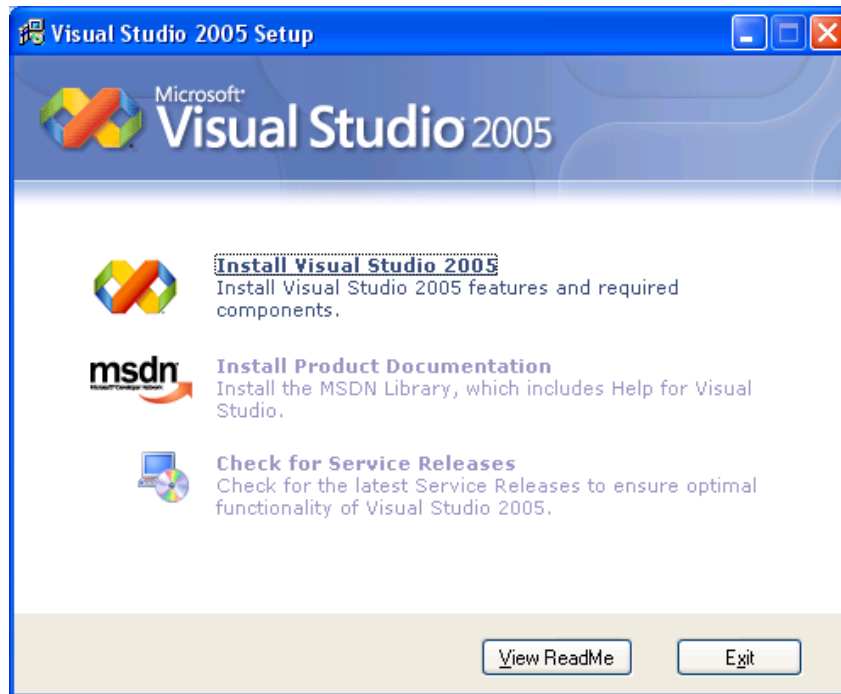 Visual Studio 2005 Setup
Microsoft
Visual Studio 2005
Install Visual Studio 2005
Install Visual Studio 2005 features and required
components.
msdn
Install Product Documentation
Install the MSDN Library, which includes Help for Visual
Studio.
Check for Service Releases
Check for the latest Service Releases to ensure optimal
functionality of Visual Studio 2005.
View ReadMe
Exit